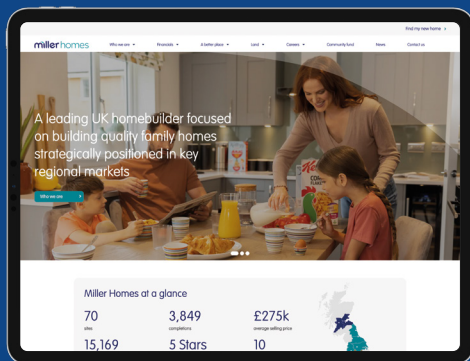 Find my new home
miller homes
Who we are
Financials
A better place
Land
Careers
Community fund
News
Contact us
A leading UK homebuilder focused
on building quality family homes
strategically positioned in key
regional markets
Who we are
Miller Homes at a glance
70
3,849
£275k
sites
completions
average selling price
15,169
5 Stars
10